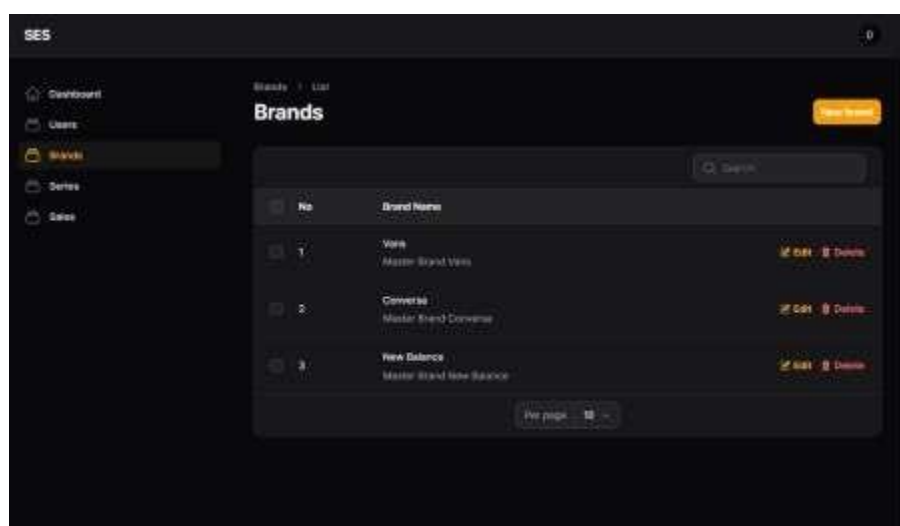 SES
Dashboard
Users
Brands
Series
Sales
Brands > List
Brands
New brand
Search
No Brand Name
1 Vans Edit Delete
Master Brand Vans
2 Converse Edit Delete
Master Brand Converse
3 New Balance Edit Delete
Master Brand New Balance
Per page 10